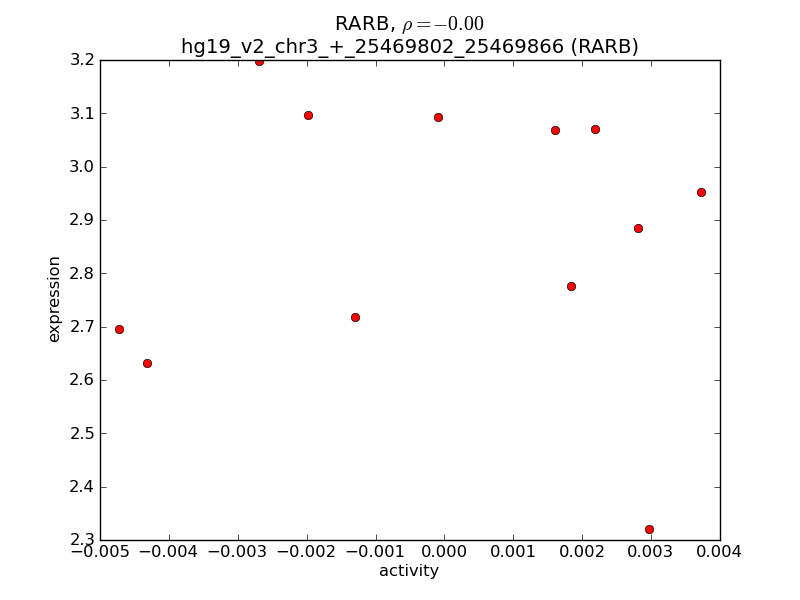 RARB, ρ = −0.00
hg19_v2_chr3_+_25469802_25469866 (RARB)
3.2
3.1
3.0
2.9
2.8
2.7
2.6
2.5
2.4
2.3
expression
−0.005 −0.004 −0.003 −0.002 −0.001 0.000 0.001 0.002 0.003 0.004
activity